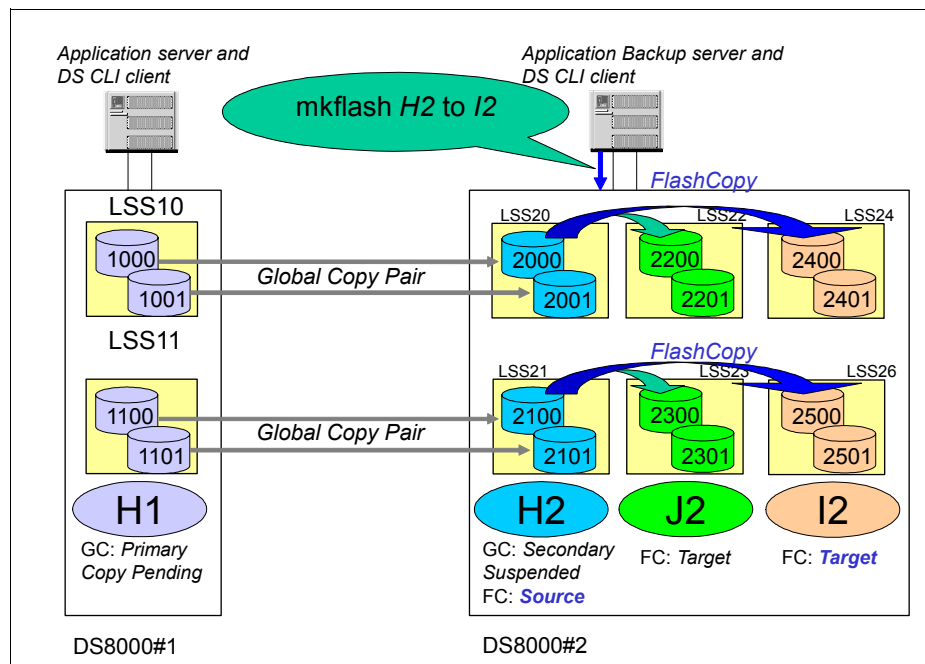 Application server and
DS CLI client
Application Backup server and
DS CLI client
mkflash H2 to I2
FlashCopy
LSS10
LSS20
LSS22
LSS24
1000
1001
Global Copy Pair
2000
2001
2200
2201
2400
2401
LSS11
FlashCopy
LSS21
LSS23
LSS26
1100
1101
Global Copy Pair
2100
2101
2300
2301
2500
2501
H1
H2
J2
I2
GC: Primary
Copy Pending
GC: Secondary
Suspended
FC: Source
FC: Target
FC: Target
DS8000#1
DS8000#2